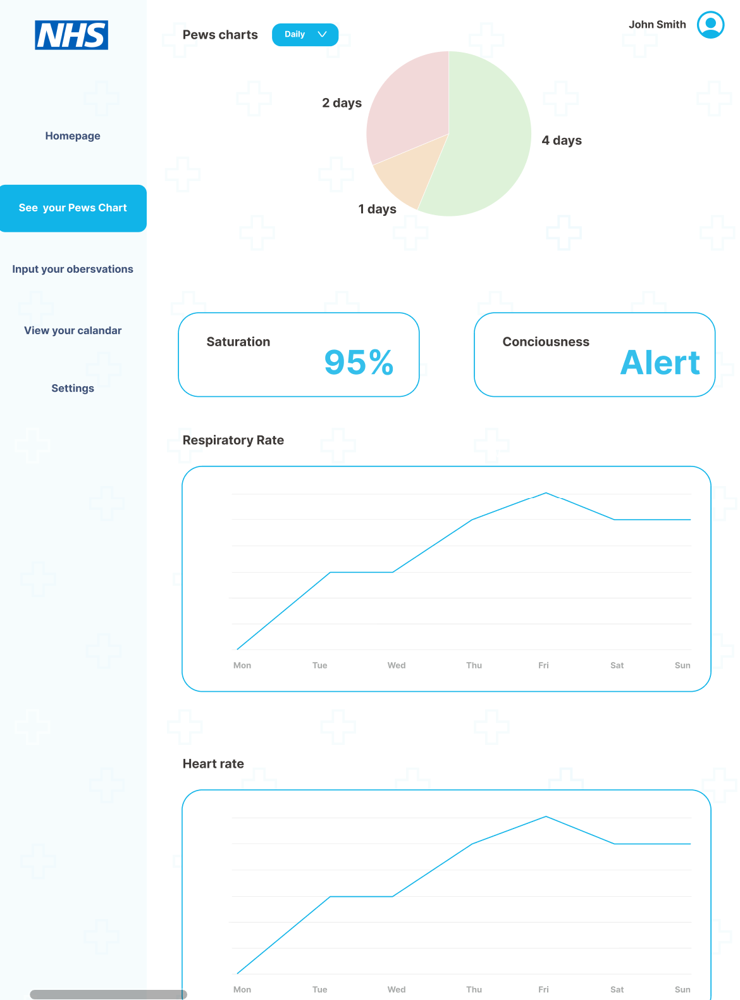 NHS
Homepage
See your Pews Chart
Input your obersvations
View your calandar
Settings
Pews charts
Daily
John Smith
2 days
4 days
1 days
Saturation
95%
Conciousness
Alert
Respiratory Rate
Mon Tue Wed Thu Fri Sat Sun
Heart rate
Mon Tue Wed Thu Fri Sat Sun